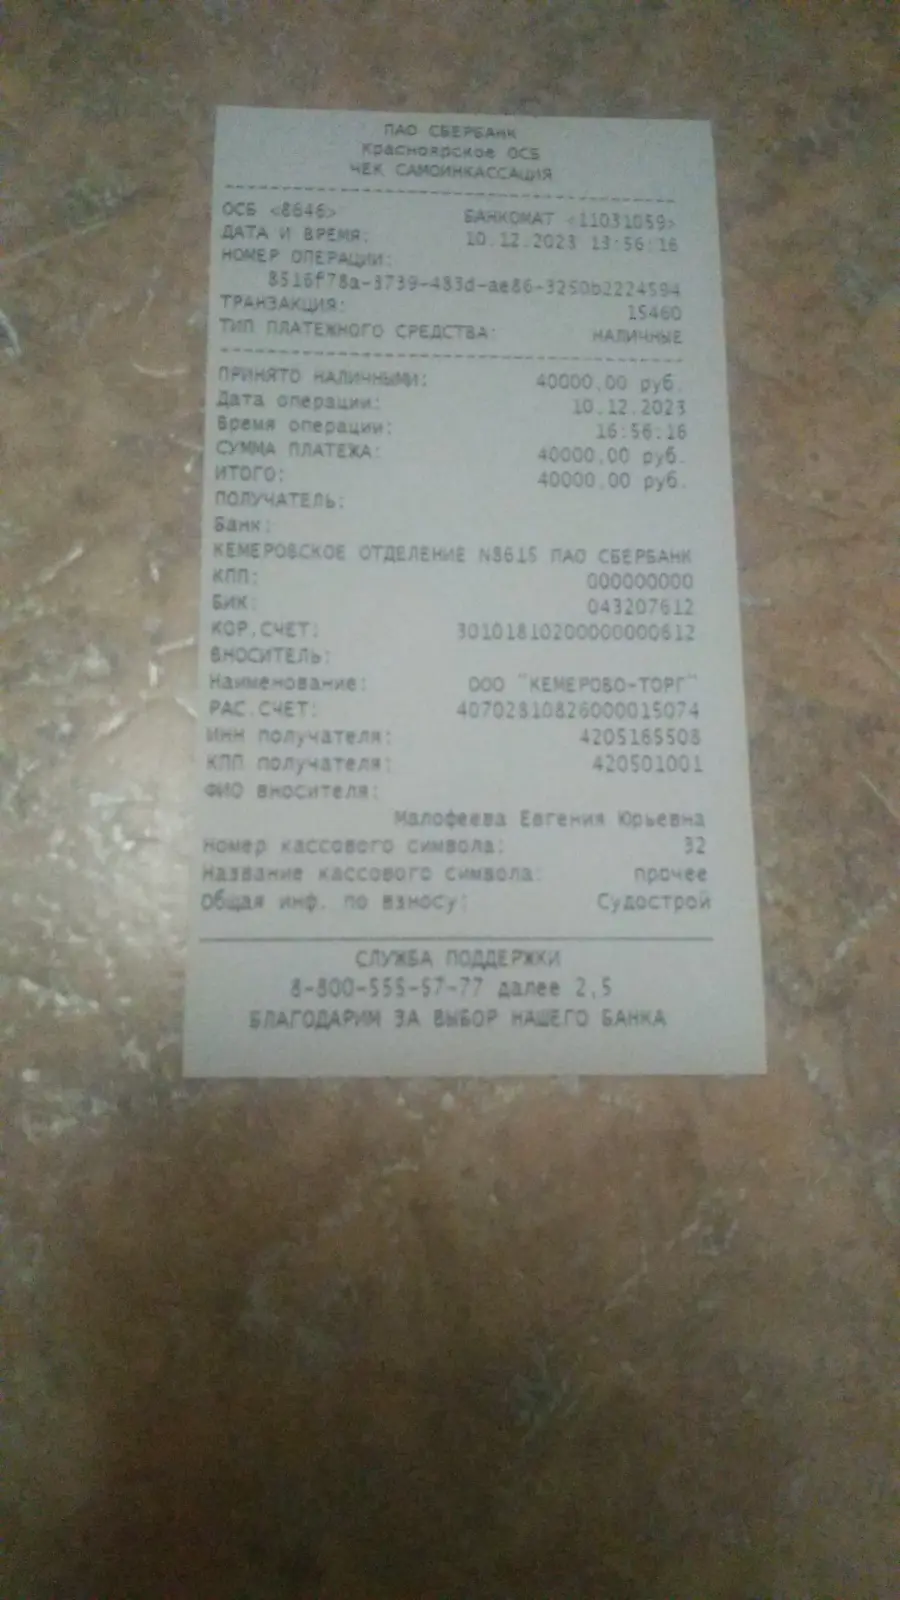 ПАО СБЕРБАНК
Красноярское ОСБ
ЧЕК САМОИНКАССАЦИЯ
ОСБ <8646> БАНКОМАТ <11031059>
ДАТА И ВРЕМЯ: 10.12.2023 13:56:16
НОМЕР ОПЕРАЦИИ:
8516f78a-3739-483d-ae86-3250b2224594
ТРАНЗАКЦИЯ: 15460
ТИП ПЛАТЕЖНОГО СРЕДСТВА: НАЛИЧНЫЕ
ПРИНЯТО НАЛИЧНЫМИ: 40000,00 руб.
Дата операции: 10.12.2023
Время операции: 16:56:16
СУММА ПЛАТЕЖА: 40000,00 руб.
ИТОГО: 40000,00 руб.
ПОЛУЧАТЕЛЬ:
Банк:
КЕМЕРОВСКОЕ ОТДЕЛЕНИЕ N8615 ПАО СБЕРБАНК
КПП: 000000000
БИК: 043207612
КОР.СЧЕТ: 30101810200000000612
ВНОСИТЕЛЬ:
Наименование: ООО "КЕМЕРОВО-ТОРГ"
РАС.СЧЕТ: 40702810826000015074
ИНН получателя: 4205165508
КПП получателя: 420501001
ФИО вносителя:
Малофеева Евгения Юрьевна
Номер кассового символа: 32
Название кассового символа: прочее
Общая инф. по взносу: Судострой
СЛУЖБА ПОДДЕРЖКИ
8-800-555-57-77 далее 2,5
БЛАГОДАРИМ ЗА ВЫБОР НАШЕГО БАНКА